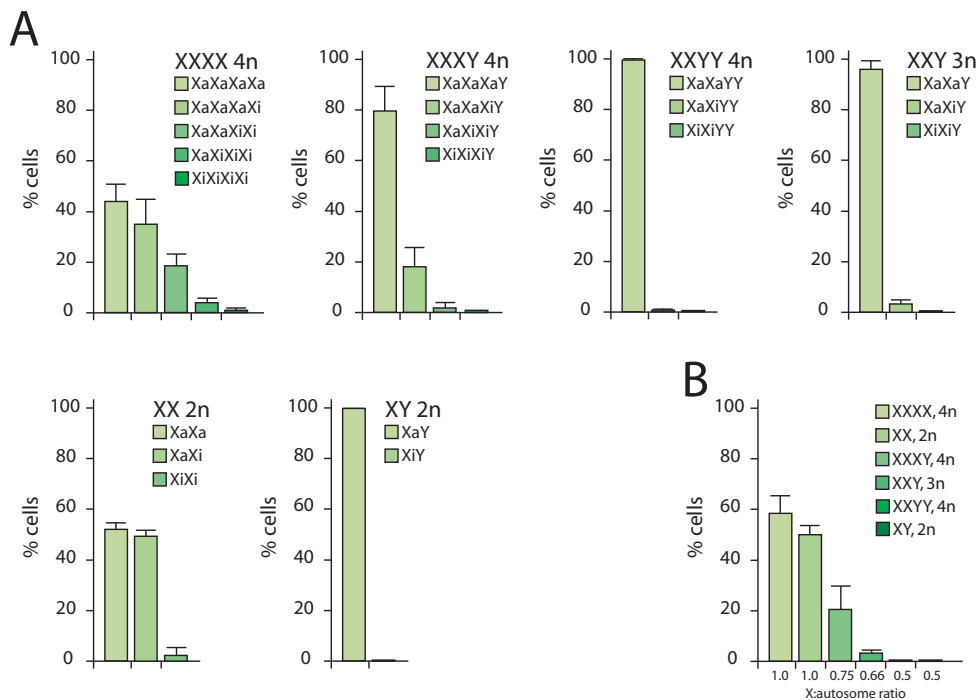 A
XXXX 4n
XaXaXaXa
XaXaXaXi
XaXaXiXi
XaXiXiXi
XiXiXiXi
% cells
100
80
60
40
20
0
XXXY 4n
XaXaXaY
XaXaXiY
XaXiXiY
XiXiXiY
% cells
100
80
60
40
20
0
XXYY 4n
XaXaYY
XaXiYY
XiXiYY
% cells
100
80
60
40
20
0
XXY 3n
XaXaY
XaXiY
XiXiY
% cells
100
80
60
40
20
0
XX 2n
XaXa
XaXi
XiXi
% cells
100
80
60
40
20
0
XY 2n
XaY
XiY
% cells
100
80
60
40
20
0
B
XXXX, 4n
XX, 2n
XXXY, 4n
XXY, 3n
XXYY, 4n
XY, 2n
% cells
100
80
60
40
20
0
1.0 1.0 0.75 0.66 0.5 0.5
X:autosome ratio